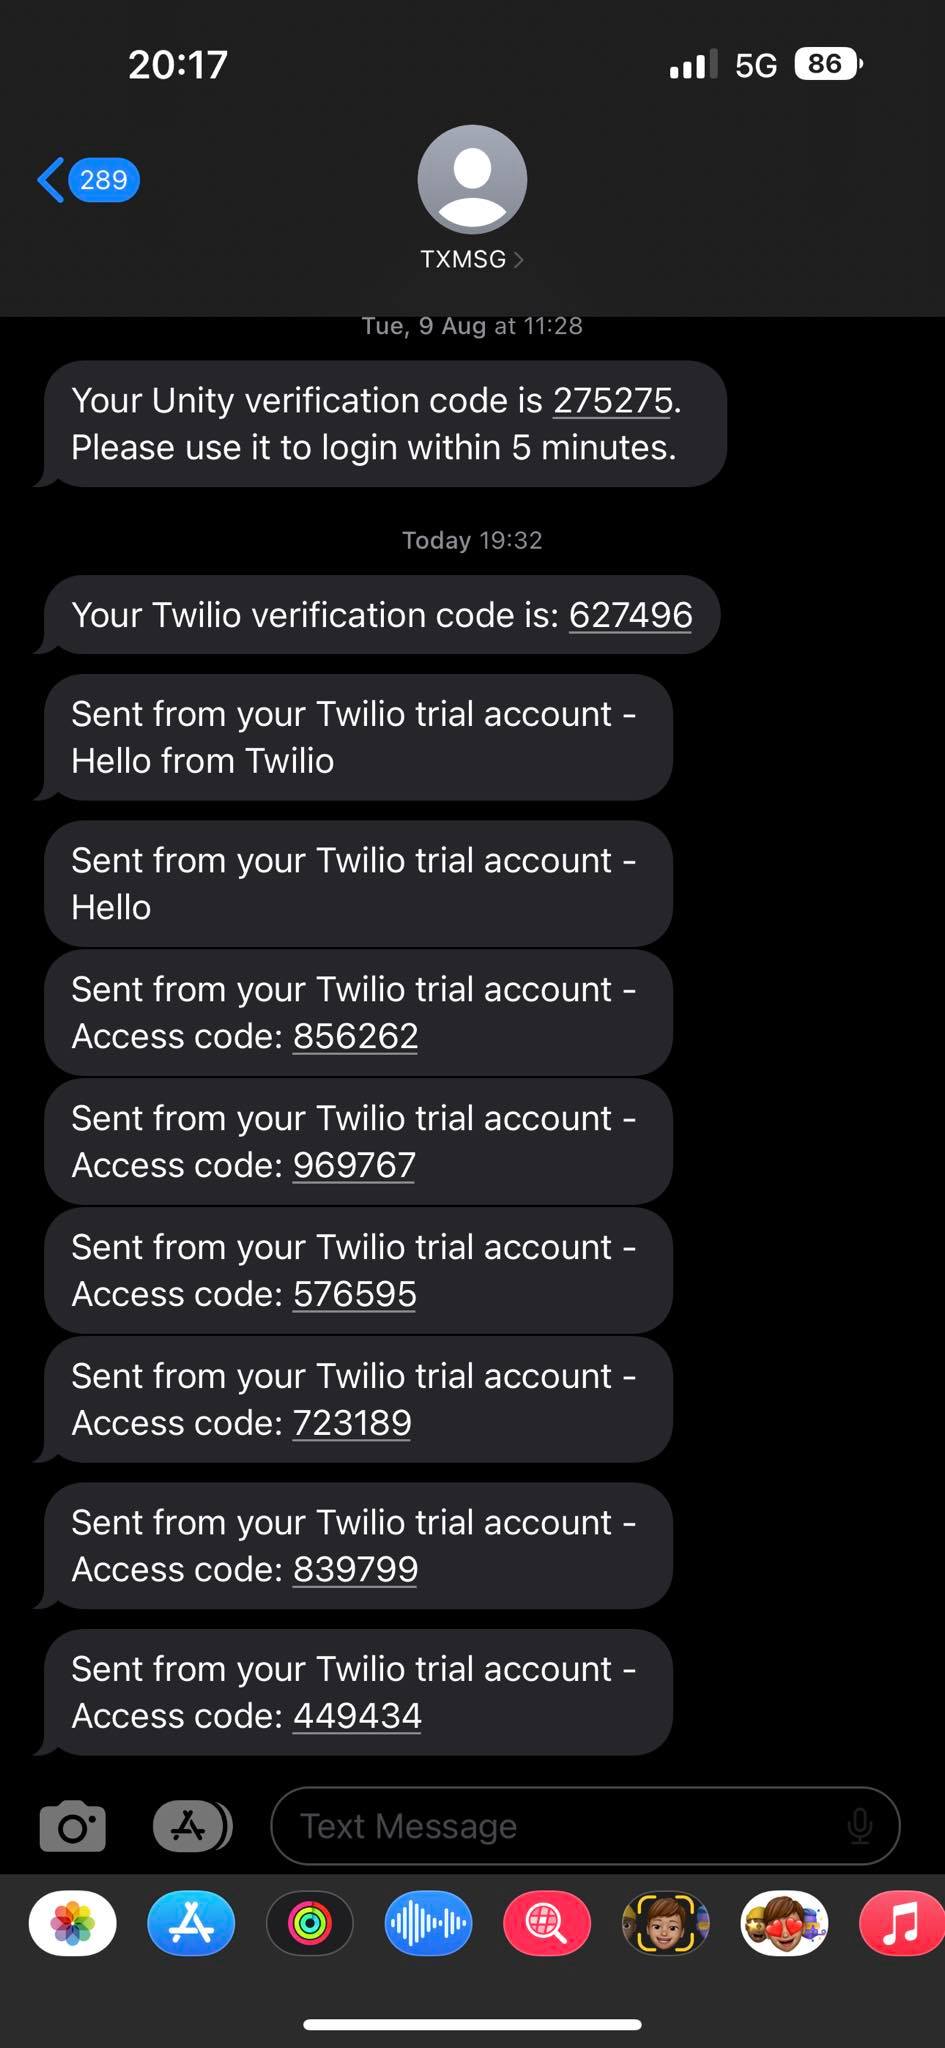 20:17
5G
86
289
TXMSG
Tue, 9 Aug at 11:28
Your Unity verification code is 275275.
Please use it to login within 5 minutes.
Today 19:32
Your Twilio verification code is: 627496
Sent from your Twilio trial account -
Hello from Twilio
Sent from your Twilio trial account -
Hello
Sent from your Twilio trial account -
Access code: 856262
Sent from your Twilio trial account -
Access code: 969767
Sent from your Twilio trial account -
Access code: 576595
Sent from your Twilio trial account -
Access code: 723189
Sent from your Twilio trial account -
Access code: 839799
Sent from your Twilio trial account -
Access code: 449434
Text Message